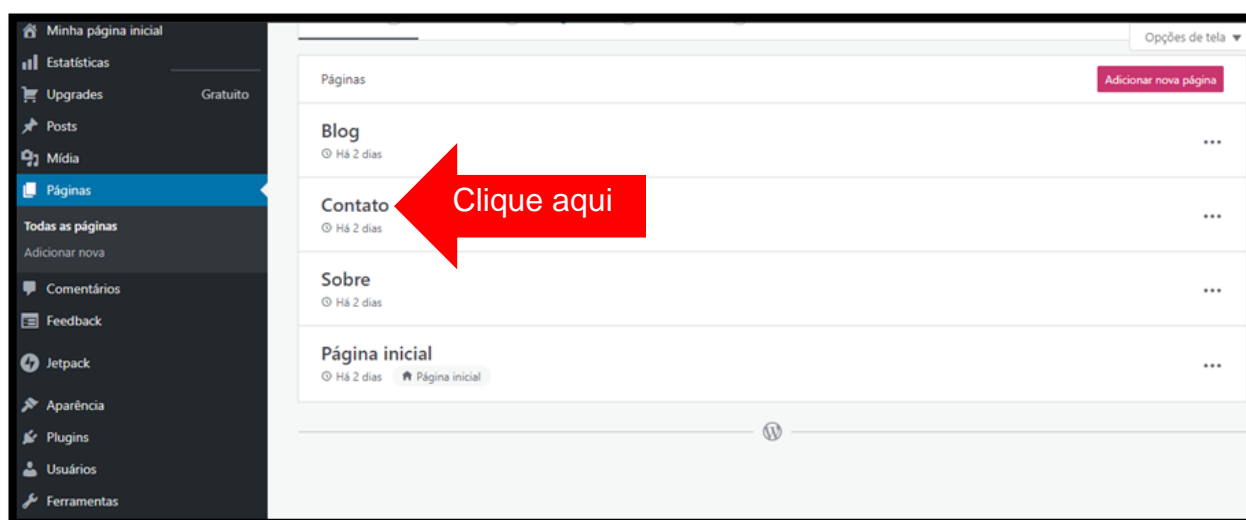 Minha página inicial
Estatísticas
Upgrades Gratuito
Posts
Mídia
Páginas
Todas as páginas
Adicionar nova
Comentários
Feedback
Jetpack
Aparência
Plugins
Usuários
Ferramentas
Opções de tela
Páginas Adicionar nova página
Blog
Há 2 dias
Contato
Há 2 dias
Clique aqui
Sobre
Há 2 dias
Página inicial
Há 2 dias Página inicial